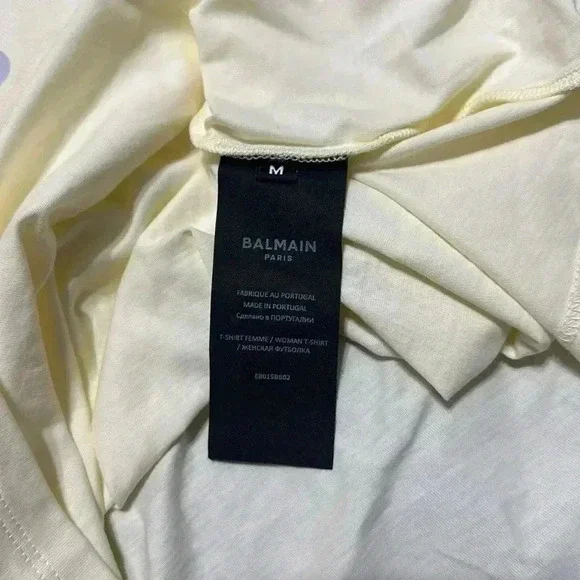 M
BALMAIN
PARIS
FABRIQUE AU PORTUGAL
MADE IN PORTUGAL
Сделано в ПОРТУГАЛИИ
T-SHIRT FEMME / WOMAN T-SHIRT
/ ЖЕНСКАЯ ФУТБОЛКА